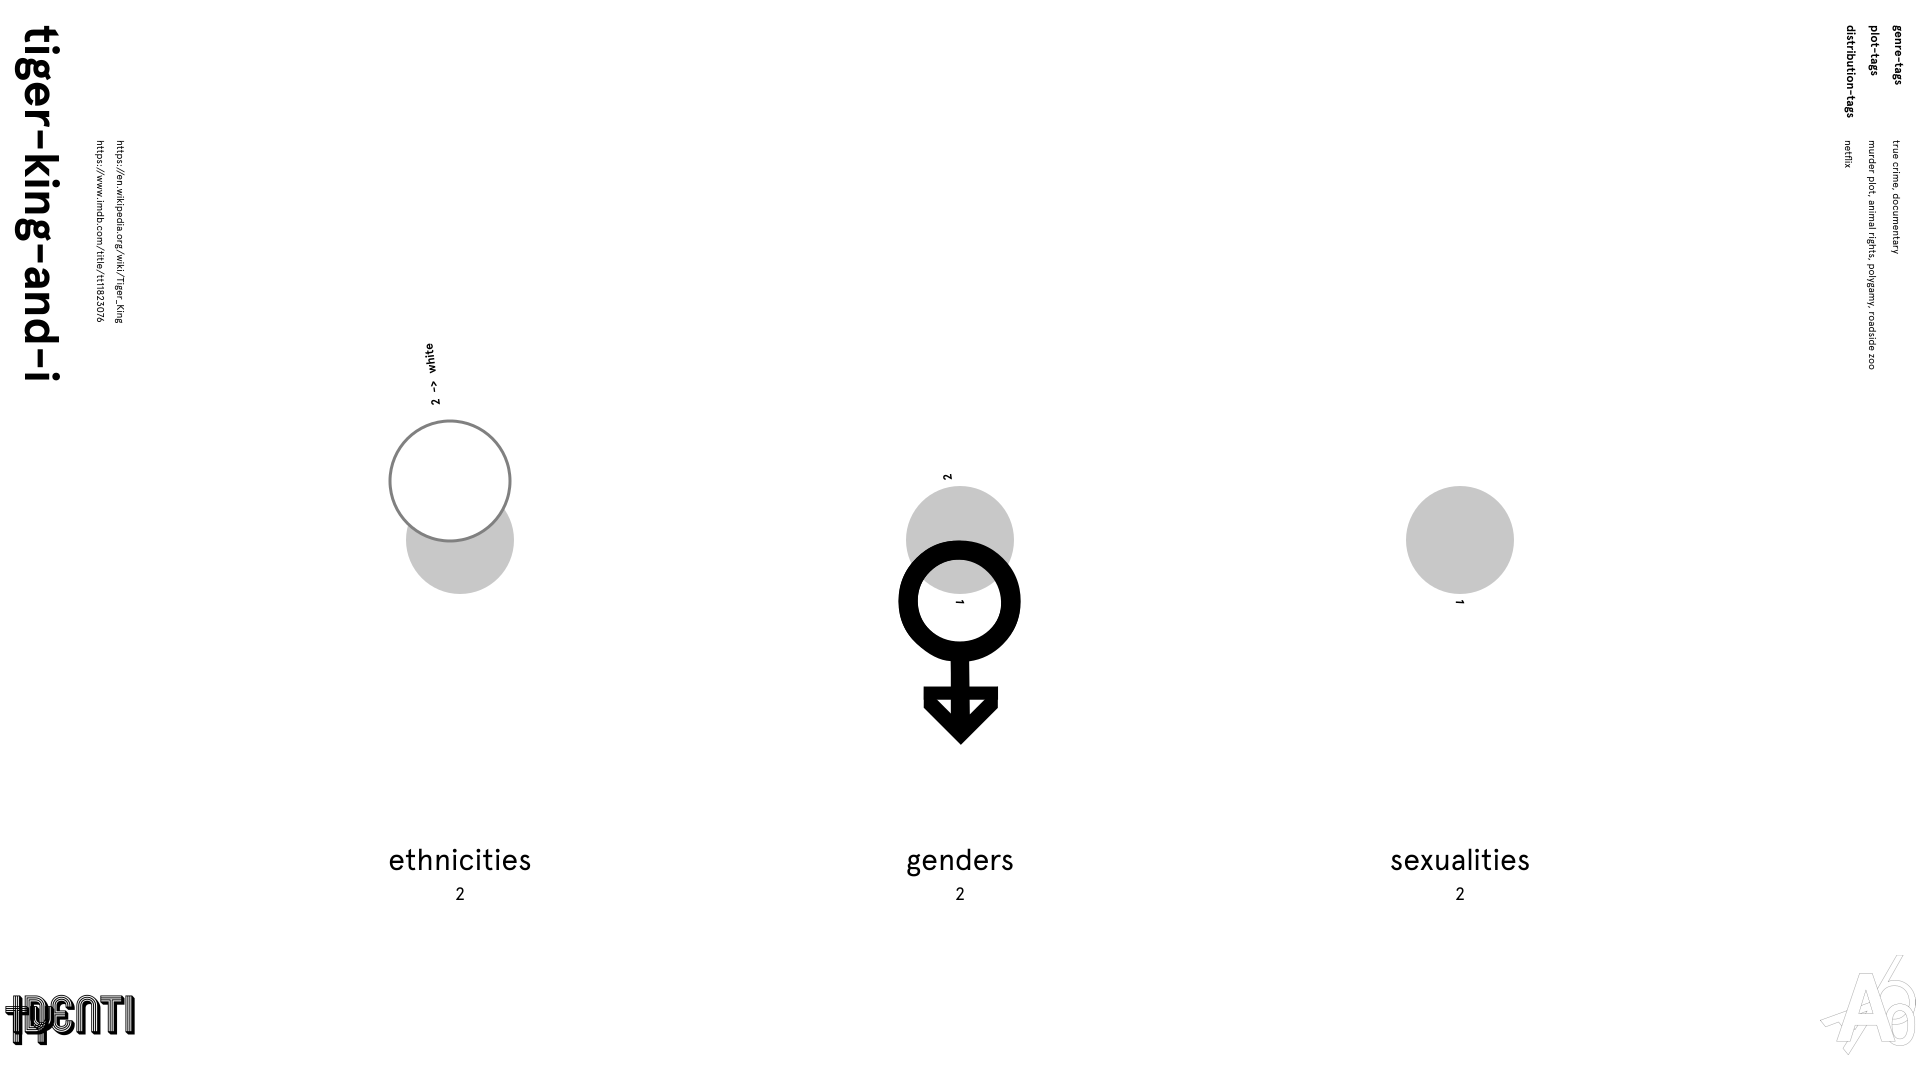 tiger-king-and-i
https://en.wikipedia.org/wiki/Tiger_King
https://www.imdb.com/title/tt11823076
genre-tags
true crime, documentary
plot-tags
murder plot, animal rights, polygamy, roadside zoo
distribution-tags
netflix
2 -> white
2
1
1
ethnicities
2
genders
2
sexualities
2
IDENTI